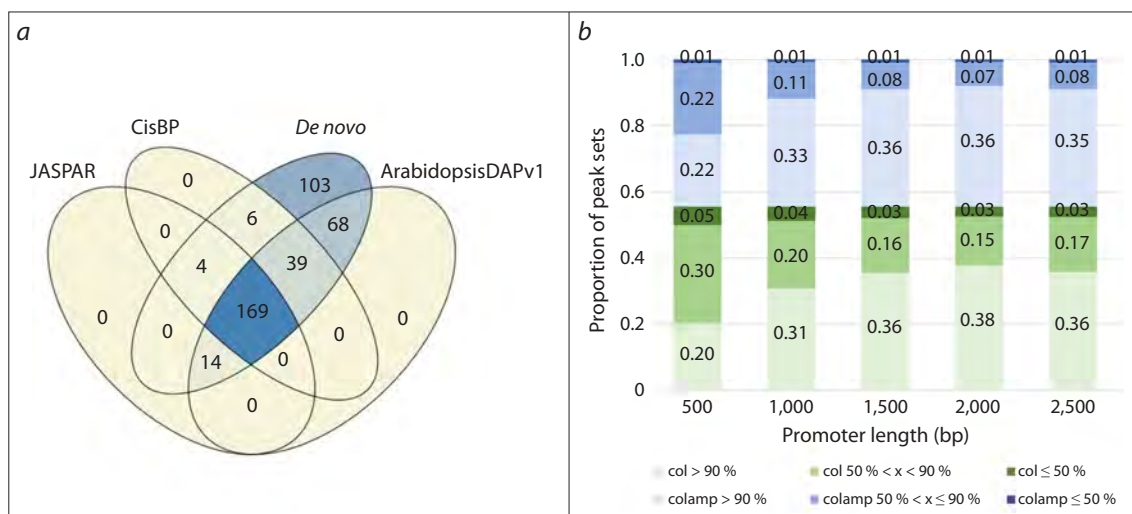 a
CisBP
De novo
JASPAR
ArabidopsisDAPv1
0
103
0
6
68
4
39
0
169
0
0
0
14
0
0
b
Proportion of peak sets
1.0
0.8
0.6
0.4
0.2
0
0.01 0.01 0.01 0.01 0.01
0.22 0.11 0.08 0.07 0.08
0.22 0.33 0.36 0.36 0.35
0.05 0.04 0.03 0.03 0.03
0.30 0.20 0.16 0.15 0.17
0.20 0.31 0.36 0.38 0.36
500 1,000 1,500 2,000 2,500
Promoter length (bp)
col > 90 % col 50 % < x < 90 % col ≤ 50 %
colamp > 90 % colamp 50 % < x ≤ 90 % colamp ≤ 50 %